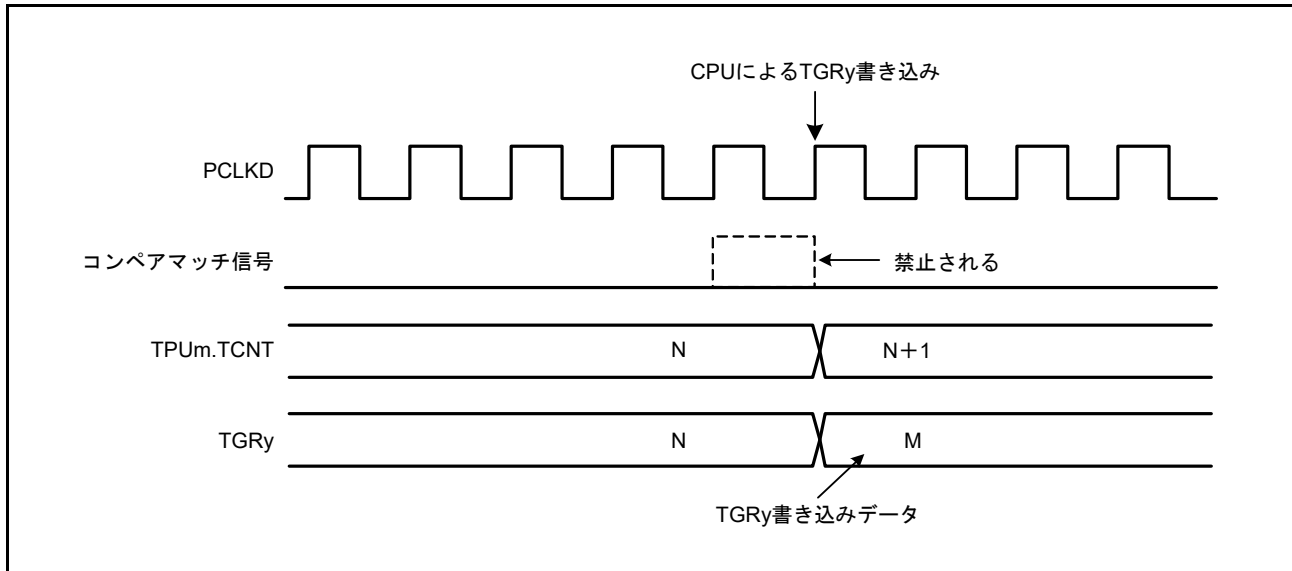 CPUによるTGRy書き込み
PCLKD
コンペアマッチ信号
禁止される
TPUm.TCNT
N
N＋1
TGRy
N
M
TGRy書き込みデータ